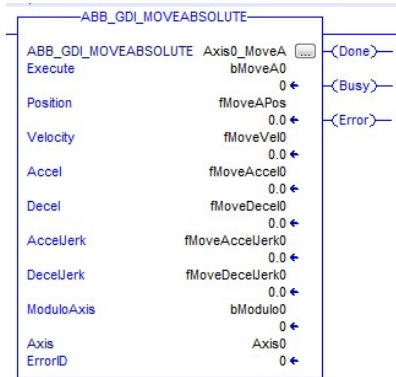 ABB_GDI_MOVEABSOLUTE
ABB_GDI_MOVEABSOLUTE Axis0_MoveA ... (Done)
Execute bMoveA0
0 (Busy)
Position fMoveAPos
0.0 (Error)
Velocity fMoveVel0
0.0
Accel fMoveAccel0
0.0
Decel fMoveDecel0
0.0
AccelJerk fMoveAccelJerk0
0.0
DecelJerk fMoveDecelJerk0
0.0
ModuloAxis bModulo0
0
Axis Axis0
ErrorID 0